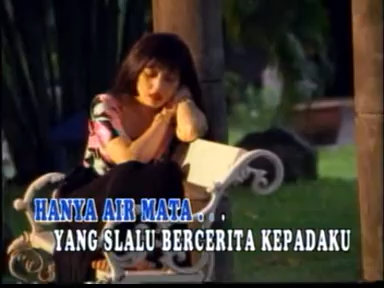 HANYA AIR MATA . . .
YANG SLALU BERCERITA KEPADAKU